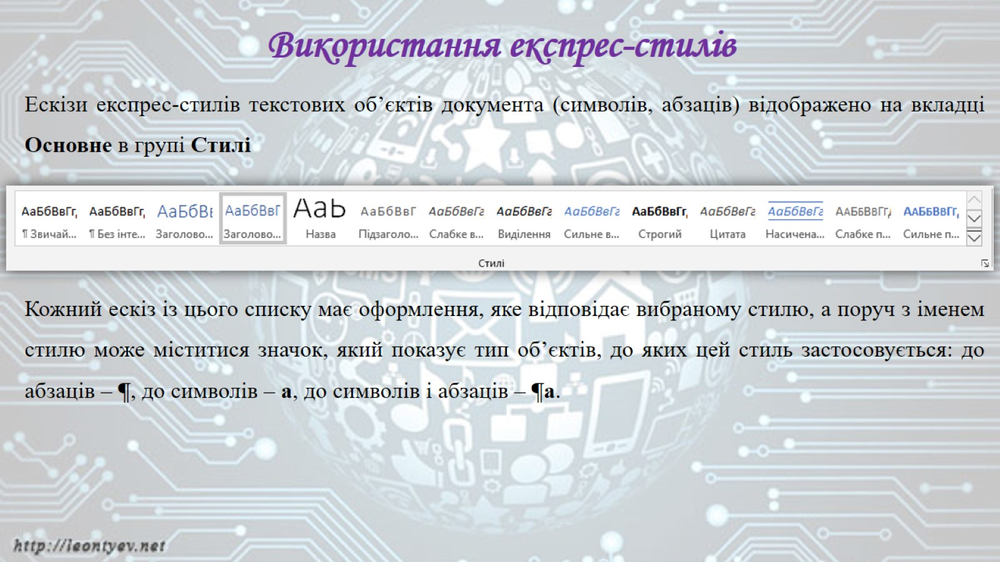 Використання експрес-стилів
Ескізи експрес-стилів текстових об’єктів документа (символів, абзаців) відображено на вкладці
Основне в групі Стилі
АаБбВвГг, АаБбВвГг, АаБбВв АаБбВвГ Ааb АаБбВвГ АаБбВвГг АаБбВвГг АаБбВвГг АаБбВвГг, АаБбВвГг АаБбВвГг ААББВВГГД ААББВВГГ,
¶ Звичай... ¶ Без інте... Заголово... Заголово... Назва Підзаголо... Слабке в... Виділення Сильне в... Строгий Цитата Насичена... Слабке п... Сильне п...
Стилі
Кожний ескіз із цього списку має оформлення, яке відповідає вибраному стилю, а поруч з іменем
стилю може міститися значок, який показує тип об’єктів, до яких цей стиль застосовується: до
абзаців – ¶, до символів – а, до символів і абзаців – ¶а.
http://leontyev.net